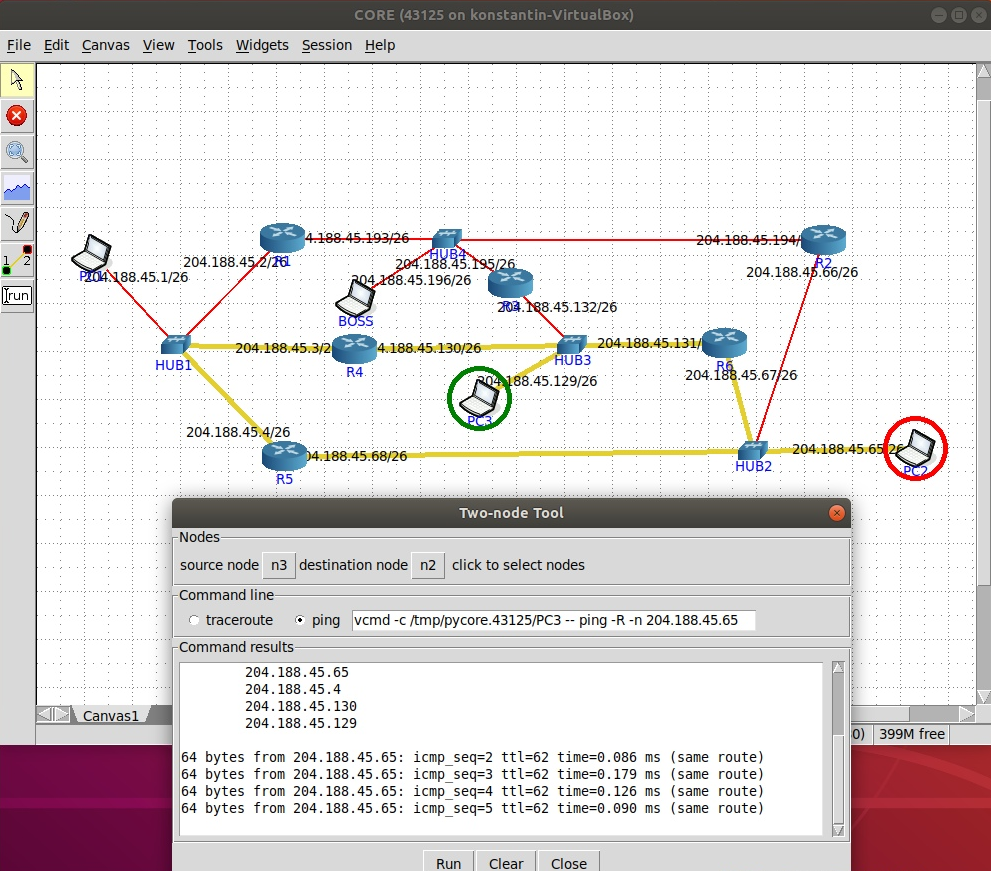 CORE (43125 on konstantin-VirtualBox)
File Edit Canvas View Tools Widgets Session Help
1 2
run
4.188.45.193/26
HUB4
204.188.45.194/
R2
R1
204.188.45.2/26
204.188.45.195/26
204.188.45.66/26
PC1
204.188.45.1/26
204.188.45.196/26
R3
204.188.45.132/26
BOSS
204.188.45.3/2
4.188.45.130/26
204.188.45.131/
HUB1
R4
HUB3
R6
204.188.45.129/26
204.188.45.67/26
PC3
204.188.45.4/26
204.188.45.65/26
04.188.45.68/26
HUB2
PC2
R5
Two-node Tool
Nodes
source node n3 destination node n2 click to select nodes
Command line
traceroute ping vcmd -c /tmp/pycore.43125/PC3 -- ping -R -n 204.188.45.65
Command results
204.188.45.65
204.188.45.4
204.188.45.130
204.188.45.129
64 bytes from 204.188.45.65: icmp_seq=2 ttl=62 time=0.086 ms (same route)
64 bytes from 204.188.45.65: icmp_seq=3 ttl=62 time=0.179 ms (same route)
64 bytes from 204.188.45.65: icmp_seq=4 ttl=62 time=0.126 ms (same route)
64 bytes from 204.188.45.65: icmp_seq=5 ttl=62 time=0.090 ms (same route)
Canvas1
0) 399M free
Run Clear Close